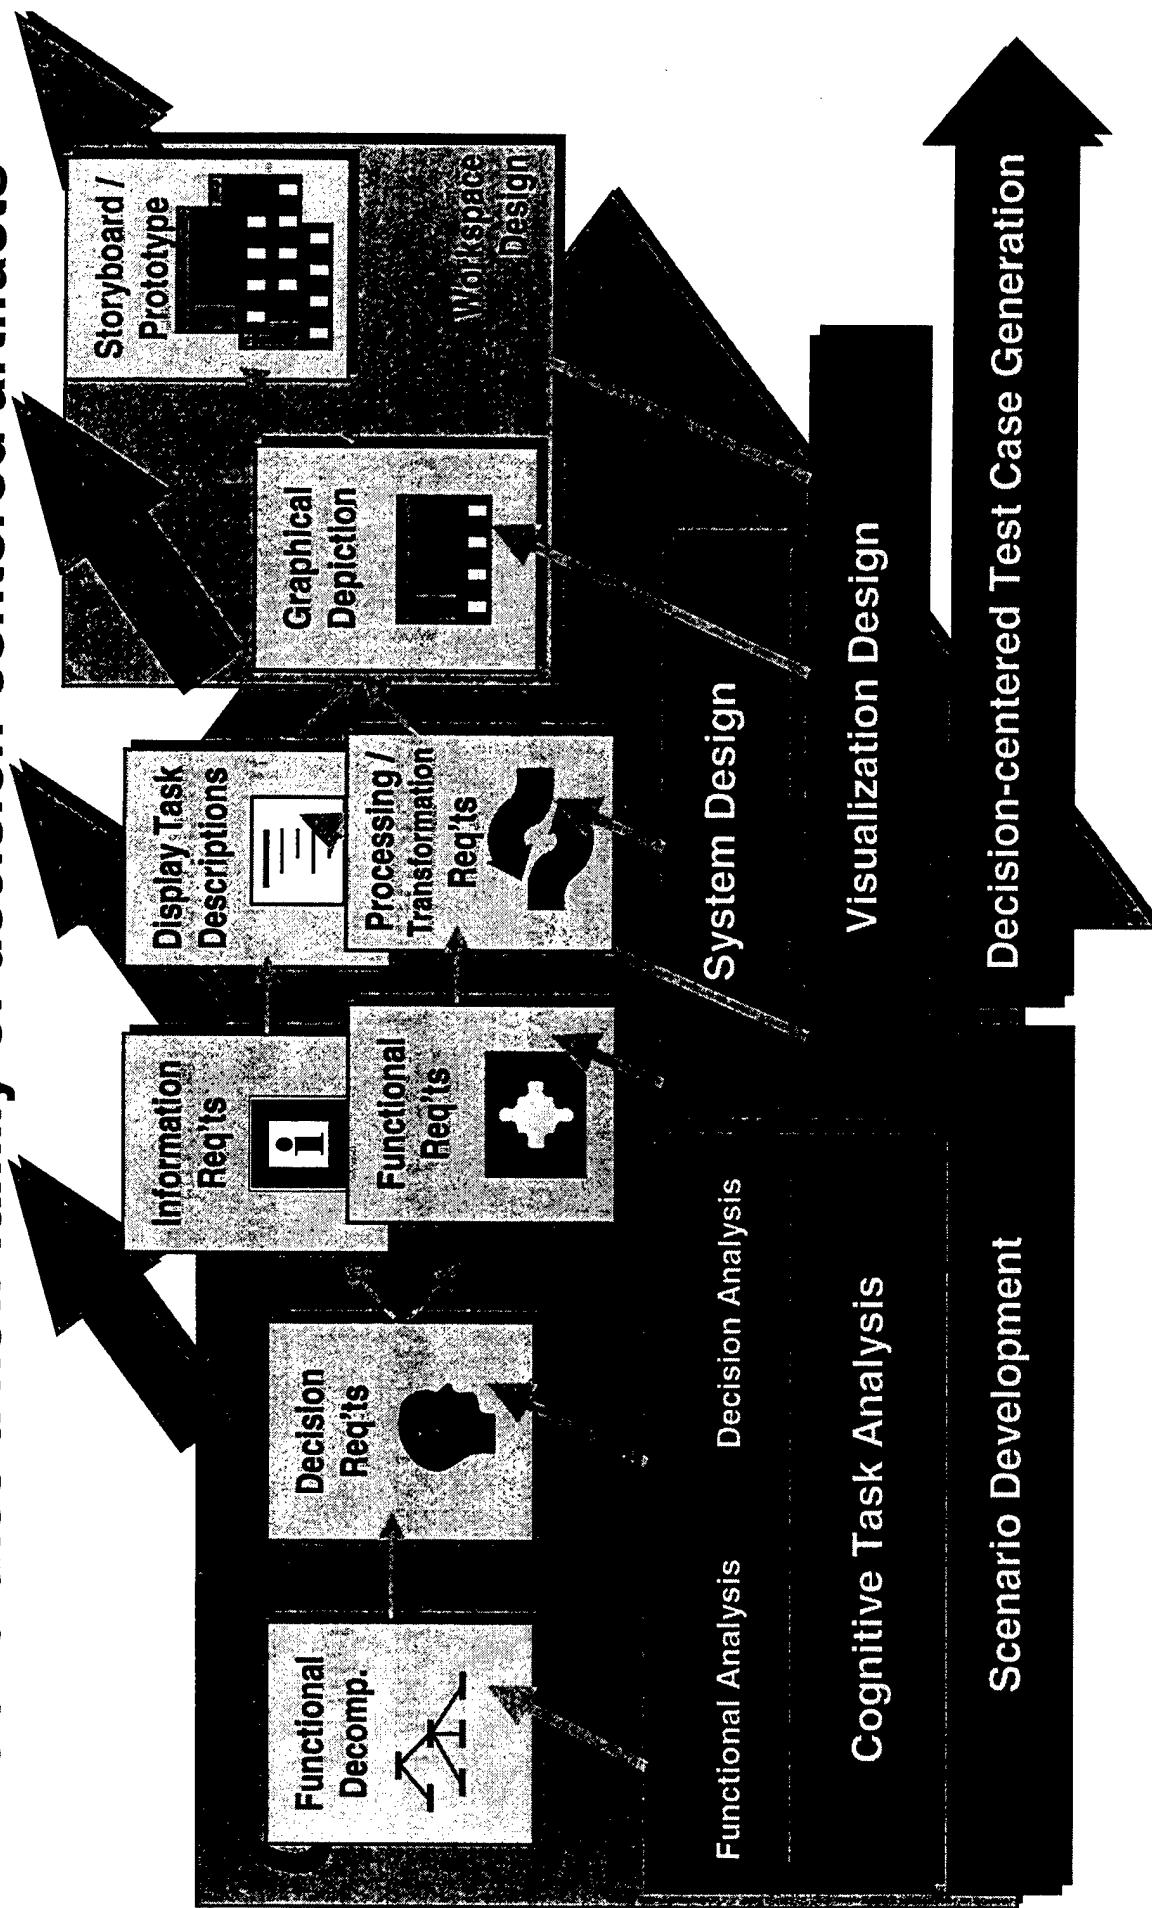 Functional
Decomp.
Decision
Req'ts
Information
Req'ts
Functional
Req'ts
Display Task
Descriptions
Processing /
Transformation
Req'ts
Graphical
Depiction
Storyboard /
Prototype
Workspace
Design
Functional Analysis
Decision Analysis
System Design
Cognitive Task Analysis
Visualization Design
Scenario Development
Decision-centered Test Case Generation